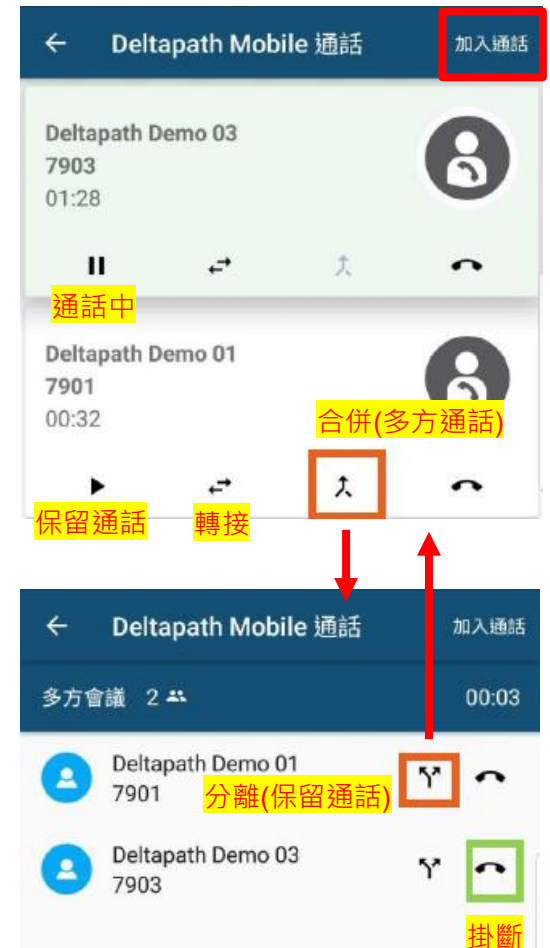 Deltapath Mobile 通話
加入通話
Deltapath Demo 03
7903
01:28
通話中
Deltapath Demo 01
7901
00:32
合併(多方通話)
保留通話
轉接
Deltapath Mobile 通話
加入通話
多方會議 2
00:03
Deltapath Demo 01
7901
分離(保留通話)
Deltapath Demo 03
7903
掛斷